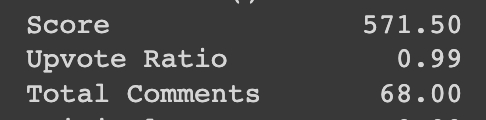 Score 571.50
Upvote Ratio 0.99
Total Comments 68.00